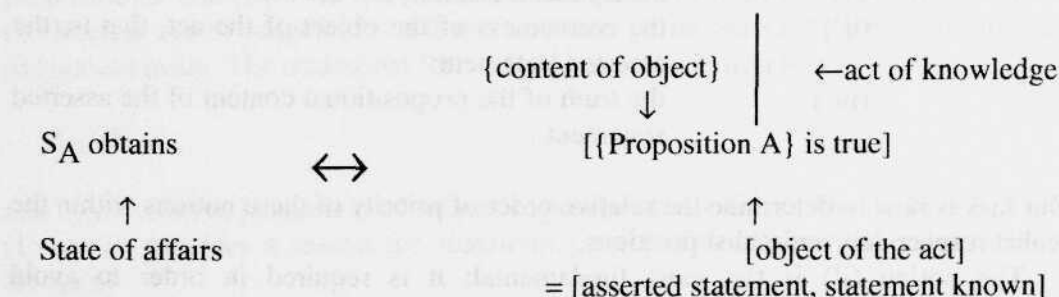 {content of object} ←act of knowledge
↓
S_A obtains ↔ [{Proposition A} is true]
↑ ↑
State of affairs [object of the act]
= [asserted statement, statement known]